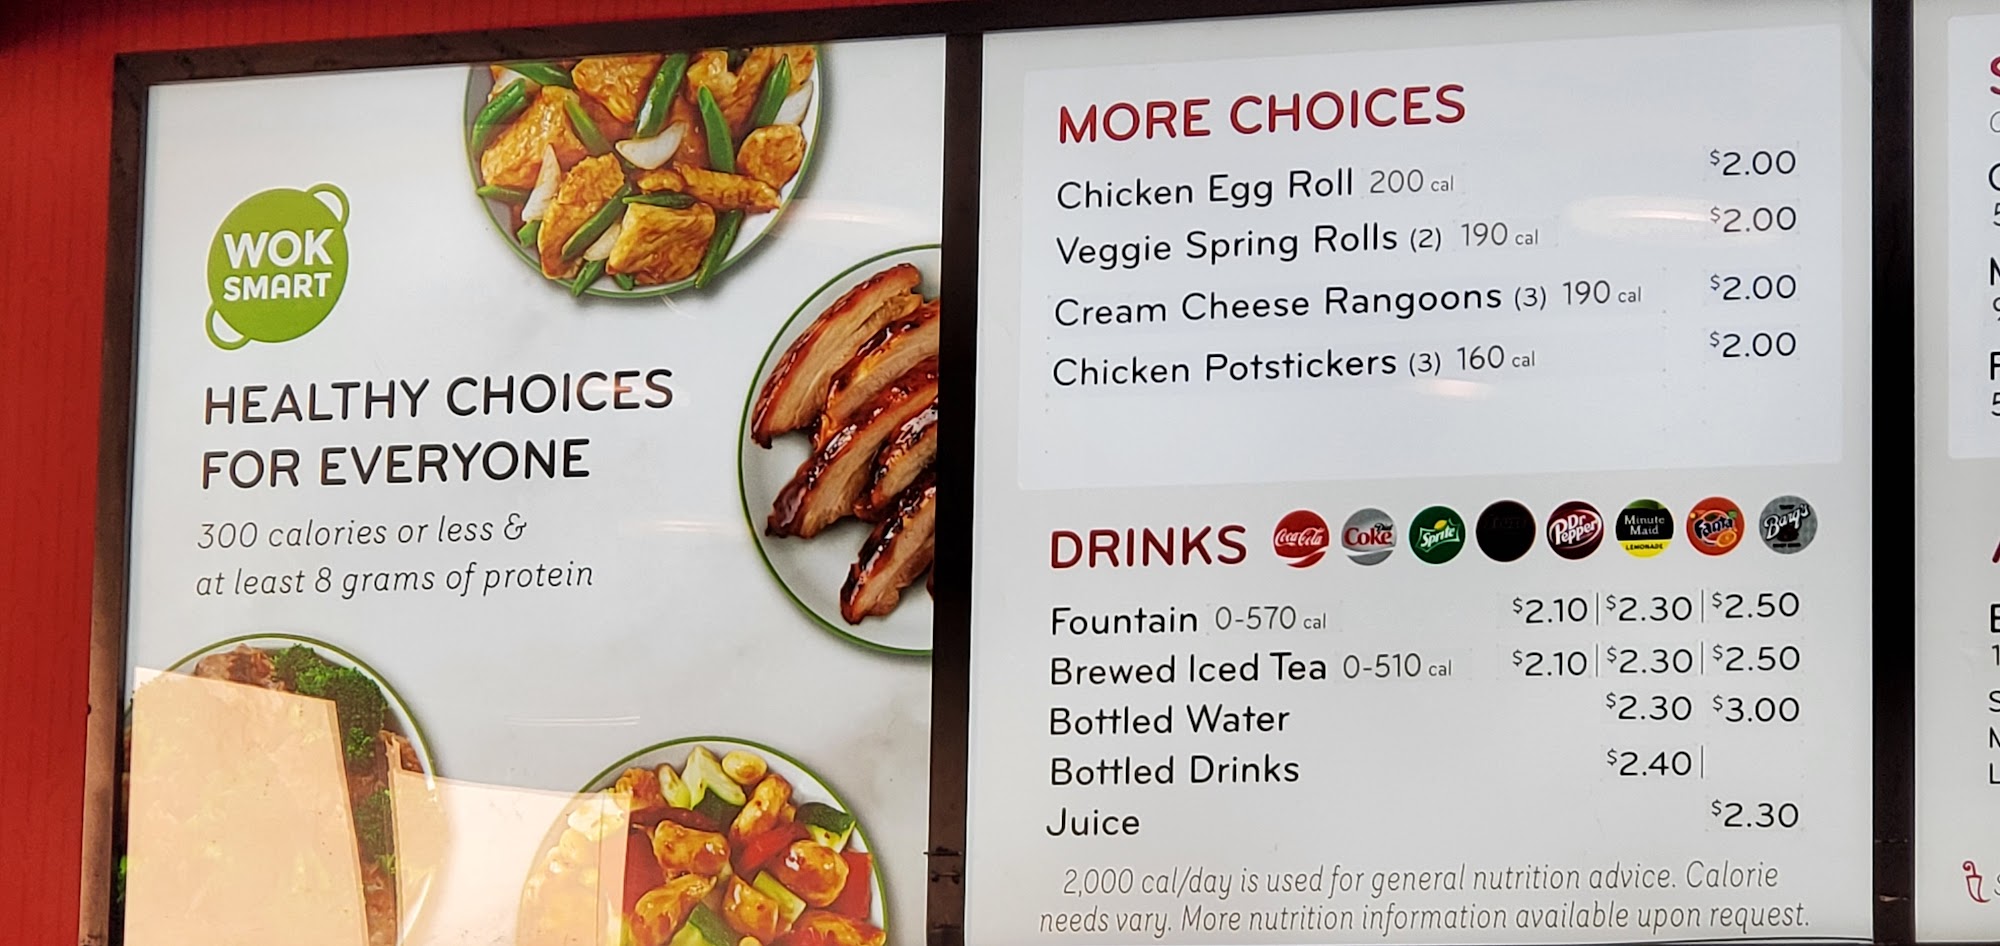 WOK
SMART
HEALTHY CHOICES
FOR EVERYONE
300 calories or less &
at least 8 grams of protein
MORE CHOICES
Chicken Egg Roll 200 cal $2.00
Veggie Spring Rolls (2) 190 cal $2.00
Cream Cheese Rangoons (3) 190 cal $2.00
Chicken Potstickers (3) 160 cal $2.00
DRINKS Coca-Cola Diet Coke Sprite Dr Pepper Minute Maid LEMONADE Fanta Barq's
Fountain 0-570 cal $2.10|$2.30|$2.50
Brewed Iced Tea 0-510 cal $2.10|$2.30|$2.50
Bottled Water $2.30 $3.00
Bottled Drinks $2.40|
Juice $2.30
2,000 cal/day is used for general nutrition advice. Calorie
needs vary. More nutrition information available upon request.